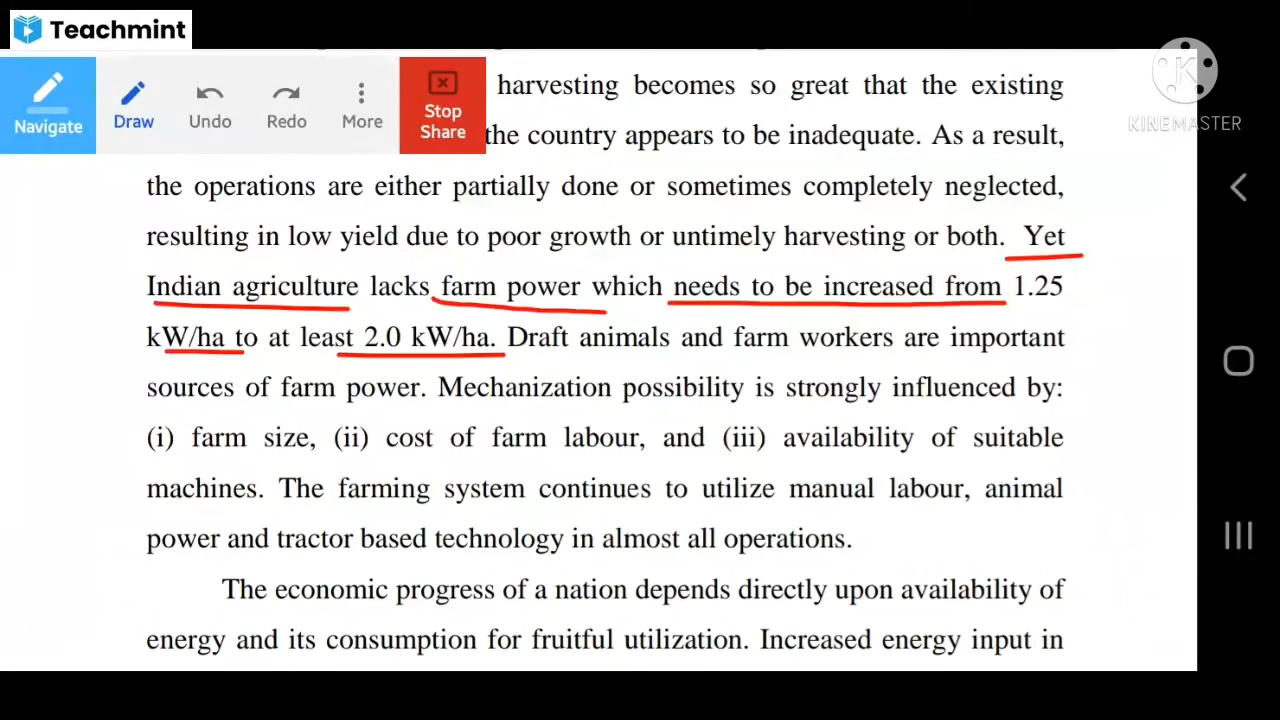 Teachmint
Navigate
Draw
Undo
Redo
More
Stop
Share
KINEMASTER
harvesting becomes so great that the existing
the country appears to be inadequate. As a result,
the operations are either partially done or sometimes completely neglected,
resulting in low yield due to poor growth or untimely harvesting or both. Yet
Indian agriculture lacks farm power which needs to be increased from 1.25
kW/ha to at least 2.0 kW/ha. Draft animals and farm workers are important
sources of farm power. Mechanization possibility is strongly influenced by:
(i) farm size, (ii) cost of farm labour, and (iii) availability of suitable
machines. The farming system continues to utilize manual labour, animal
power and tractor based technology in almost all operations.
The economic progress of a nation depends directly upon availability of
energy and its consumption for fruitful utilization. Increased energy input in